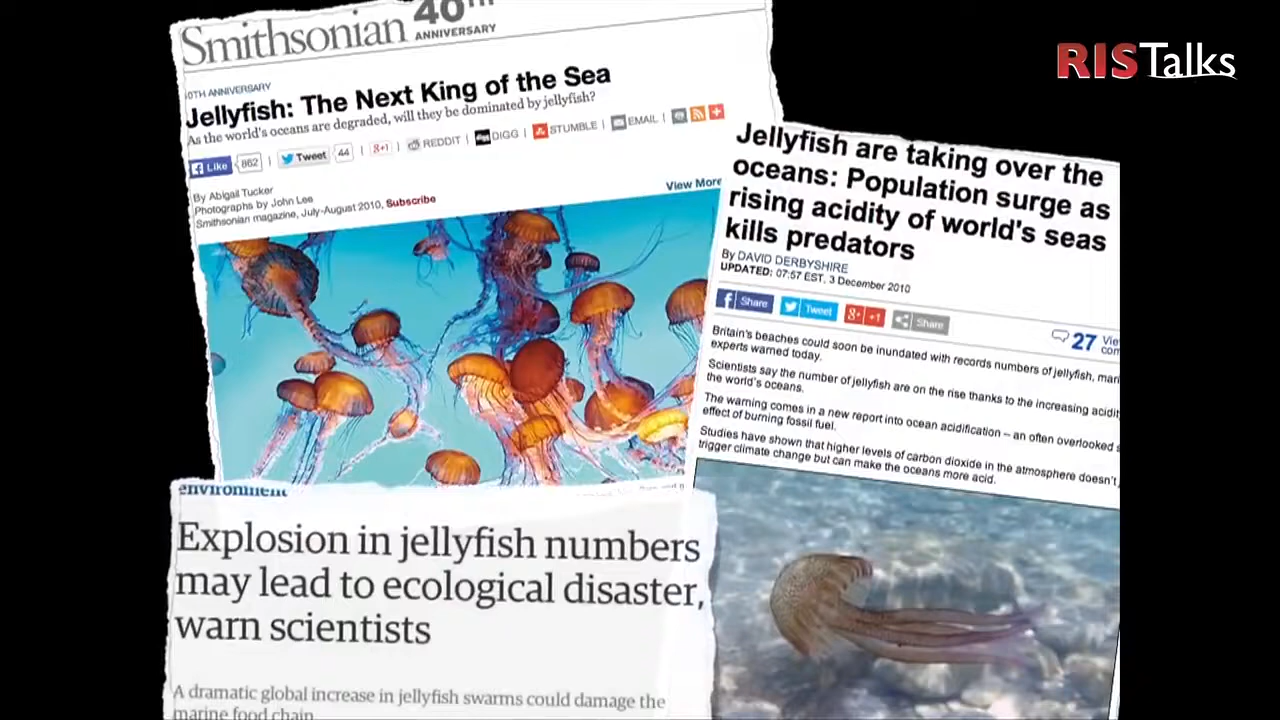 Smithsonian 40TH
ANNIVERSARY
Jellyfish: The Next King of the Sea
As the world's oceans are degraded, will they be dominated by jellyfish?
Like 862 | Tweet 44 | g+1 | REDDIT | DIGG | STUMBLE | EMAIL |
By Abigail Tucker
Photographs by John Lee
Smithsonian magazine, July-August 2010, Subscribe
View More
RIS Talks
Jellyfish are taking over the
oceans: Population surge as
rising acidity of world's seas
kills predators
By DAVID DERBYSHIRE
UPDATED: 07:57 EST, 3 December 2010
Share Tweet g+ +1 Share
27
Britain's beaches could soon be inundated with records numbers of jellyfish,
experts warned today.
Scientists say the number of jellyfish are on the rise thanks to the increasing
the world's oceans.
The warning comes in a new report into ocean acidification – an often overlooked
effect of burning fossil fuel.
Studies have shown that higher levels of carbon dioxide in the atmosphere doesn't
trigger climate change but can make the oceans more acid.
environment
Explosion in jellyfish numbers
may lead to ecological disaster,
warn scientists
A dramatic global increase in jellyfish swarms could damage the
marine food chain